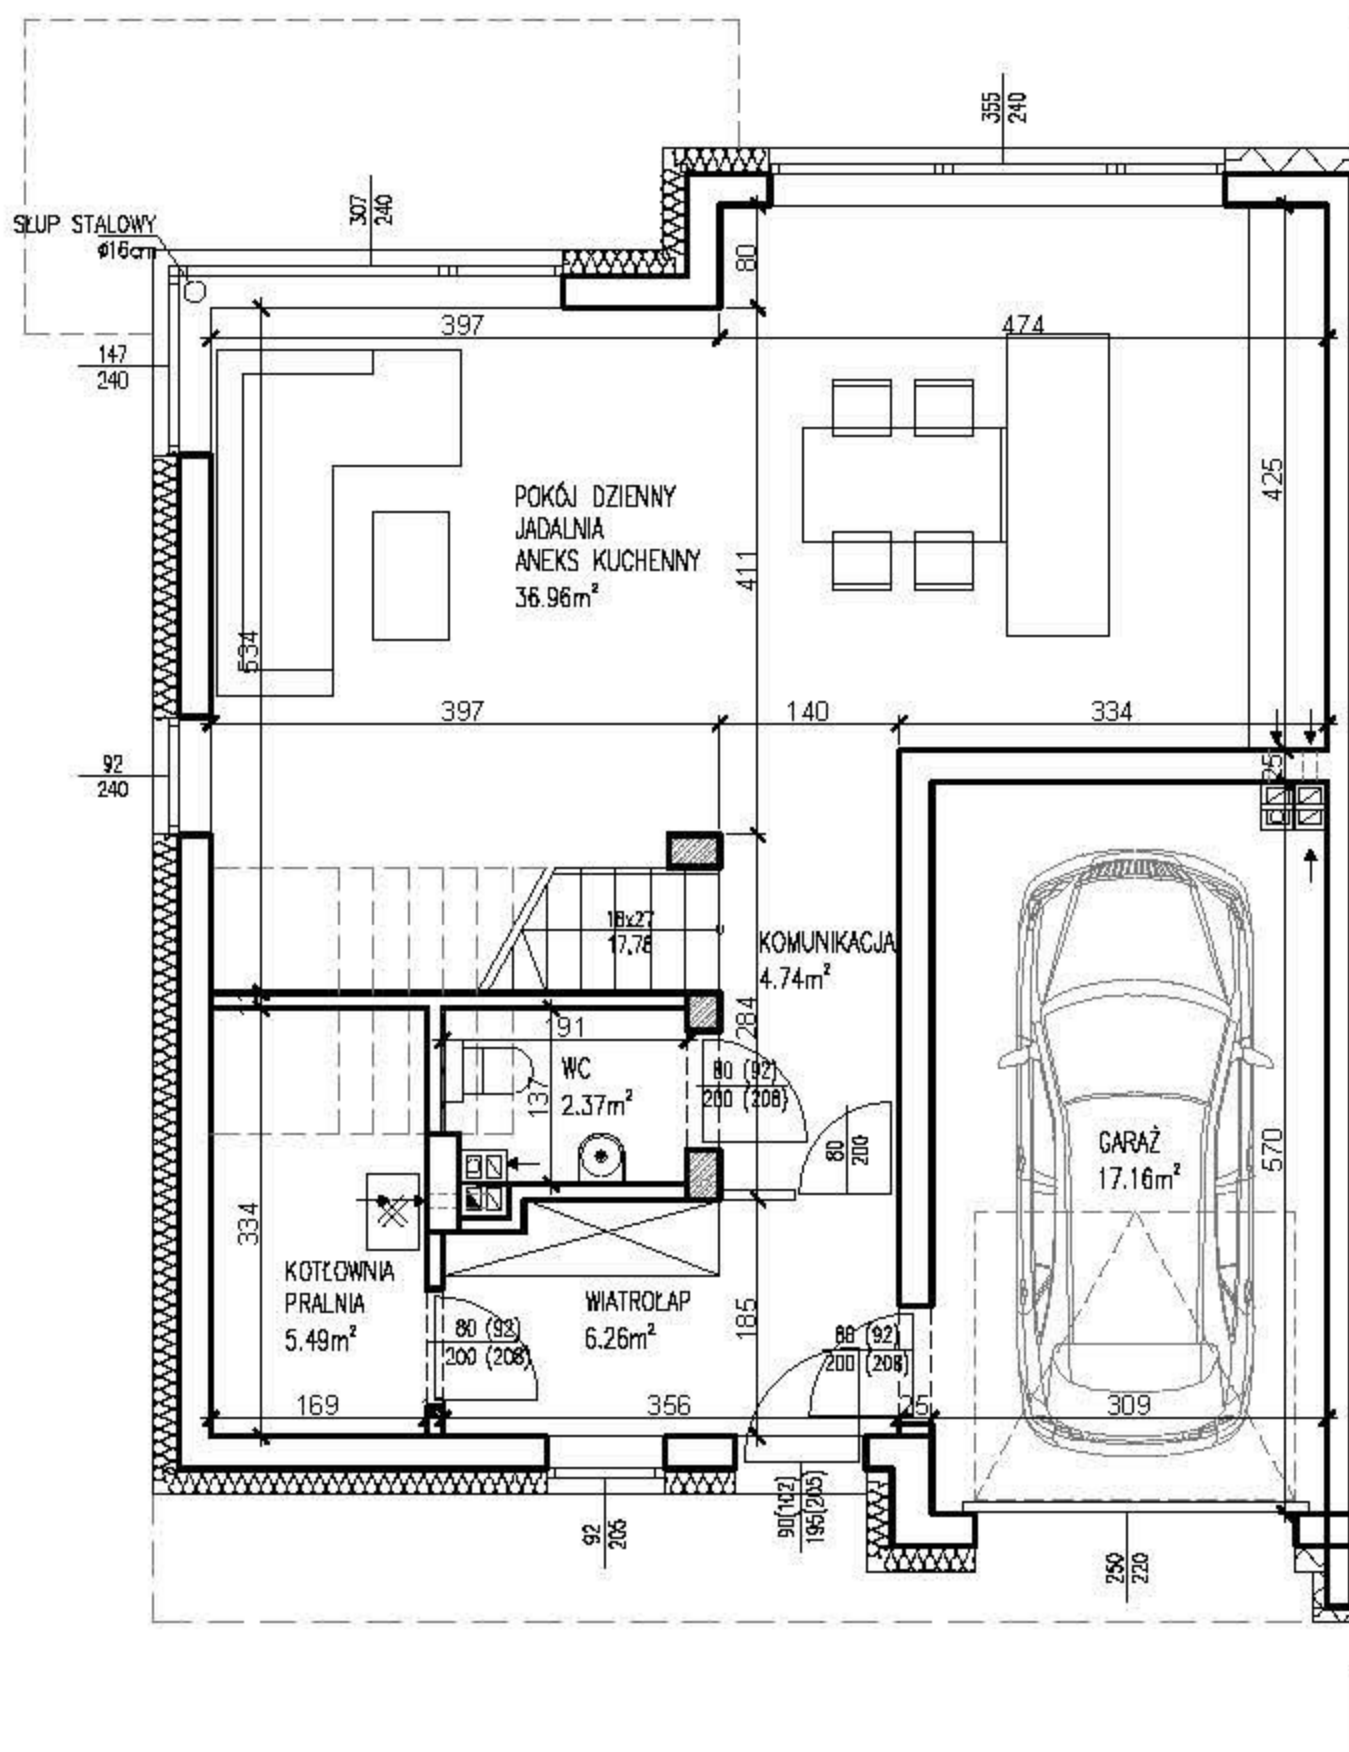 355
240
307
240
SŁUP STALOWY
φ16cm
80
397
474
147
240
425
POKÓJ DZIENNY
JADALNIA
ANEKS KUCHENNY
36.96m²
411
534
397
140
334
92
240
25
18x27
17,78
KOMUNIKACJA
4.74m²
284
191
WC
2.37m²
137
80 (92)
200 (208)
80
200
GARAŻ
17.16m²
570
334
KOTŁOWNIA
PRALNIA
5.49m²
WIATROŁAP
6.26m²
185
80 (92)
200 (208)
80 (92)
200 (208)
169
356
25
309
92
205
90(102)
195(205)
250
220